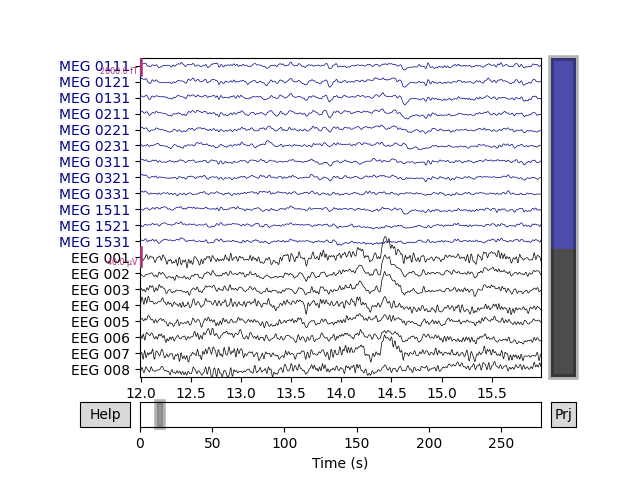 MEG 0111
2000.0 fT
MEG 0121
MEG 0131
MEG 0211
MEG 0221
MEG 0231
MEG 0311
MEG 0321
MEG 0331
MEG 1511
MEG 1521
MEG 1531
EEG 001
EEG 002
EEG 003
EEG 004
EEG 005
EEG 006
EEG 007
EEG 008
12.0 12.5 13.0 13.5 14.0 14.5 15.0 15.5
Help
Prj
0 50 100 150 200 250
Time (s)